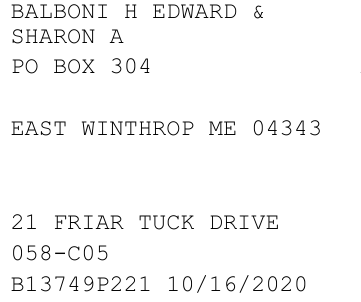 BALBONI H EDWARD &
SHARON A
PO BOX 304
EAST WINTHROP ME 04343
21 FRIAR TUCK DRIVE
058-C05
B13749P221 10/16/2020